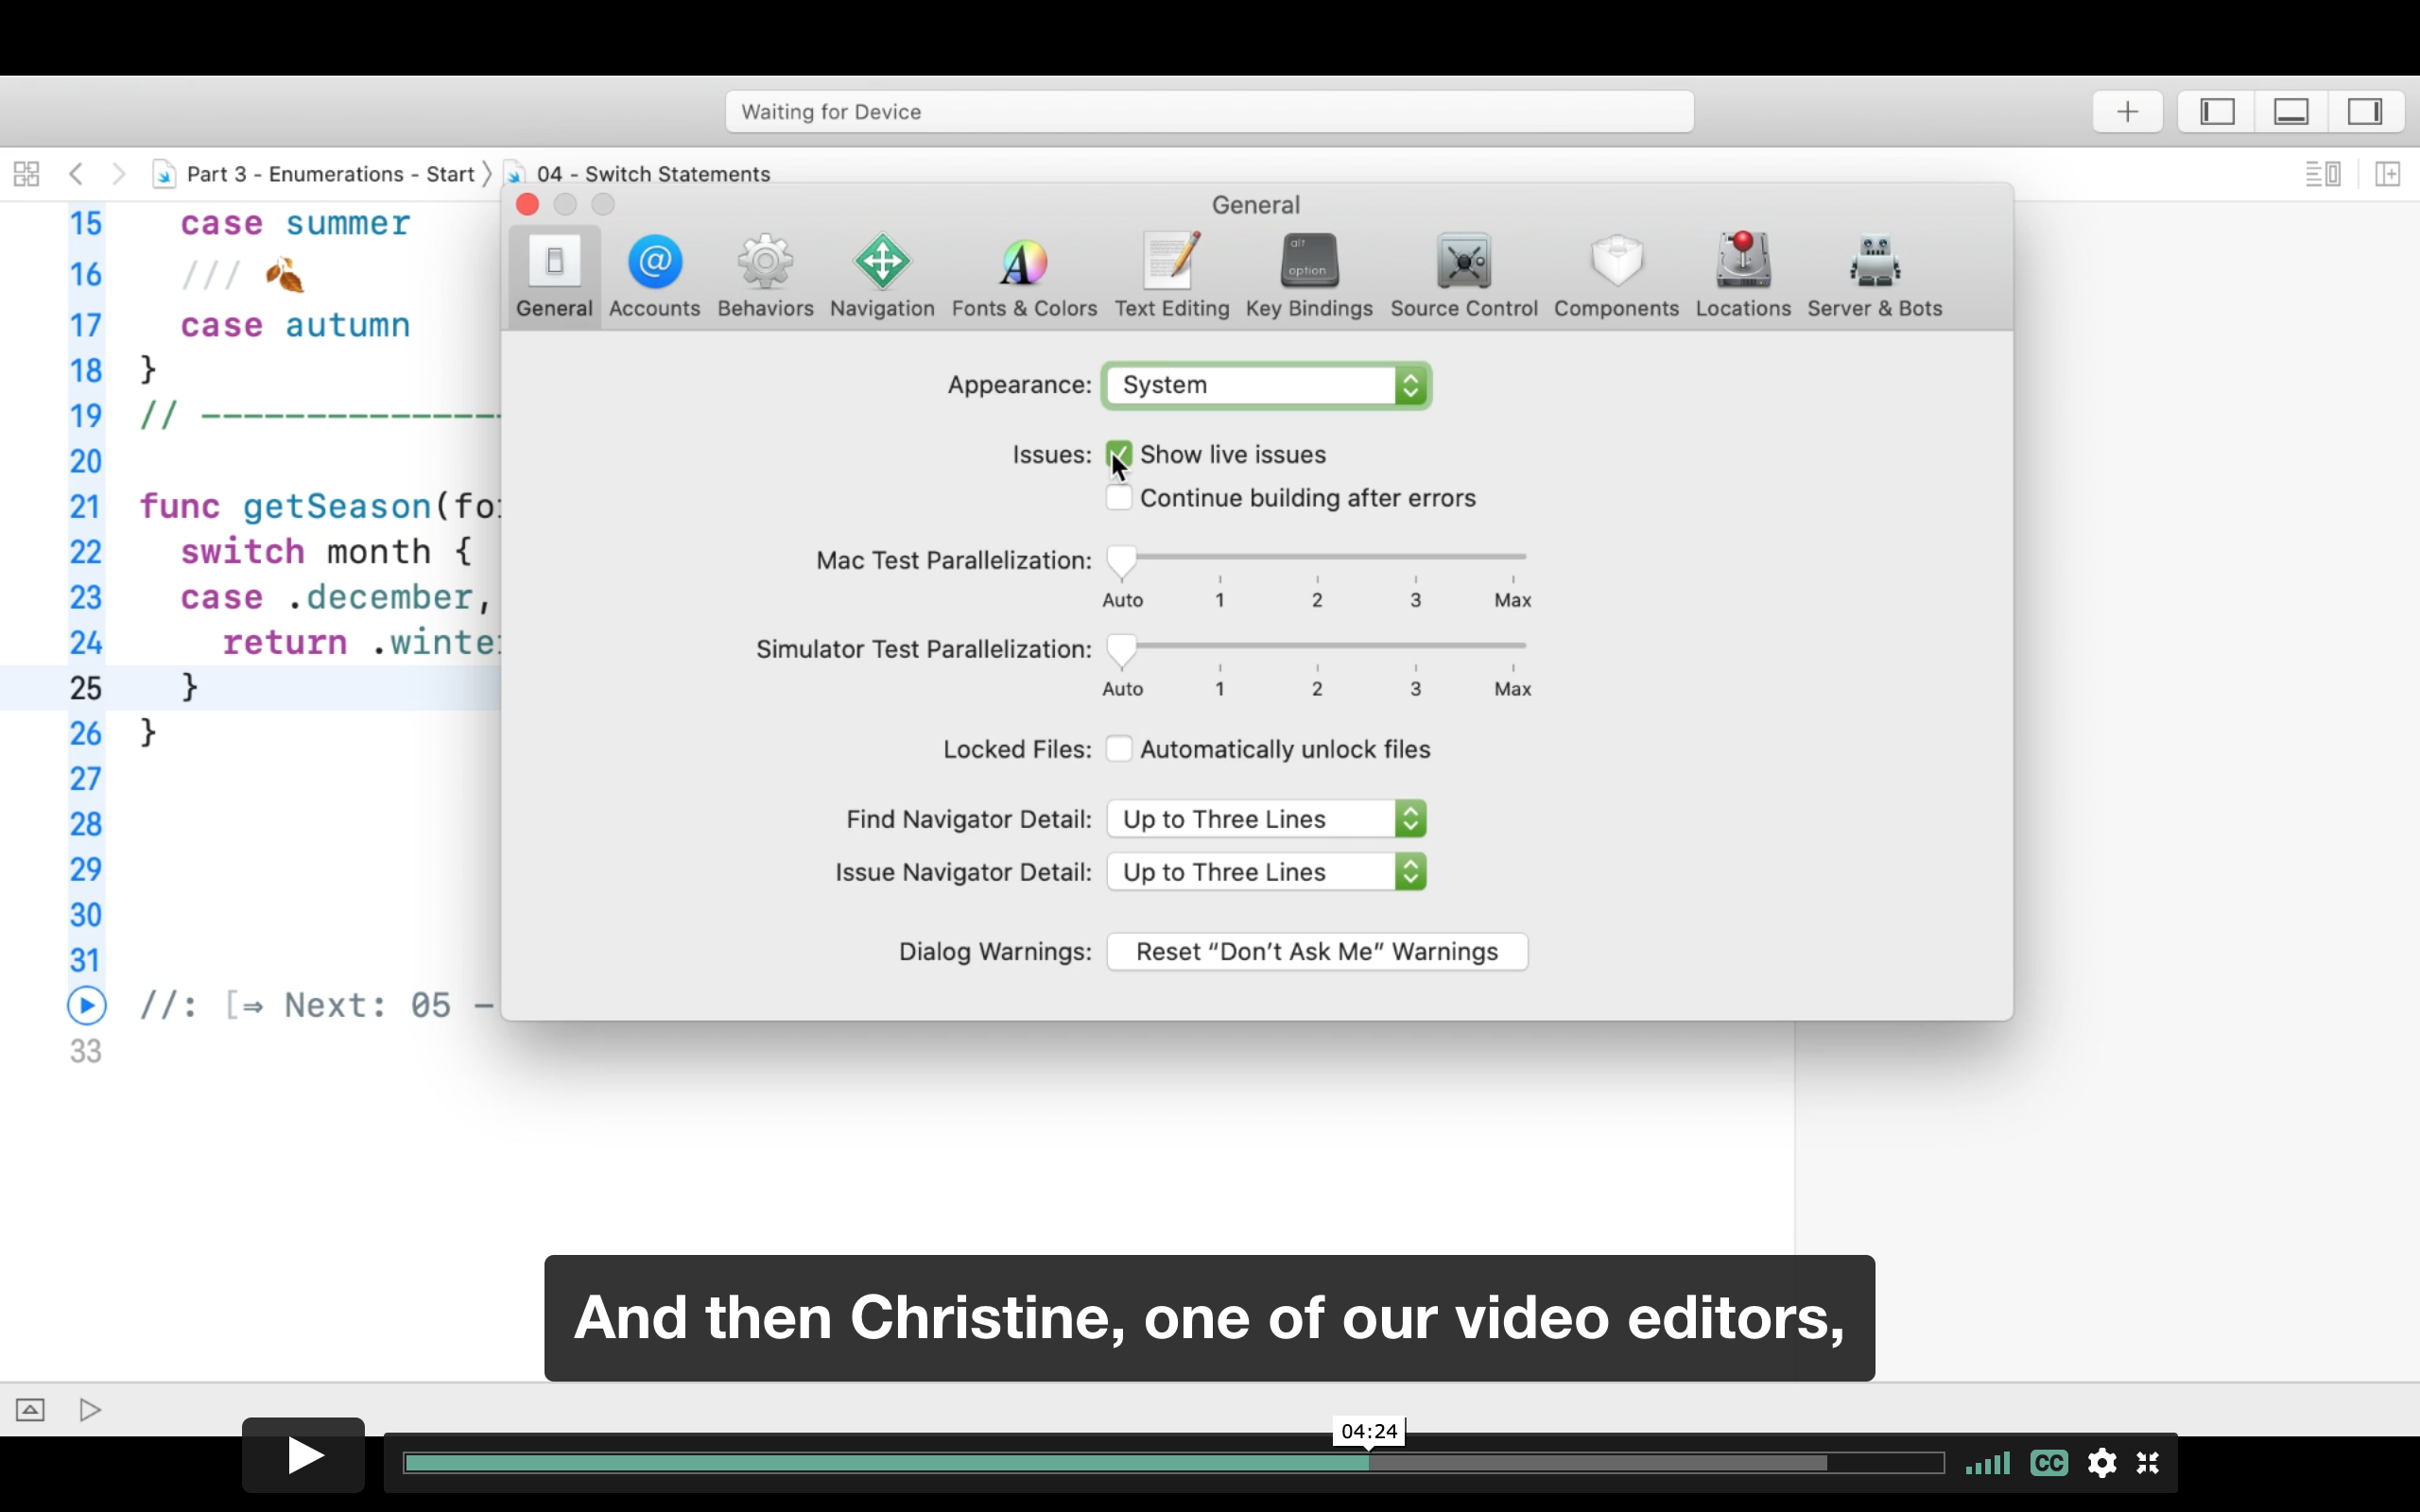 Waiting for Device
Part 3 - Enumerations - Start 〉 04 - Switch Statements
15 case summer
16 ///
17 case autumn
18 }
19 // --------------
20
21 func getSeason(fo
22 switch month {
23 case .december,
24 return .winte
25 }
26 }
27
28
29
30
31
//: [⇒ Next: 05 -
33
General
General Accounts Behaviors Navigation Fonts & Colors Text Editing Key Bindings Source Control Components Locations Server & Bots
alt
option
Appearance: System
Issues: Show live issues
Continue building after errors
Mac Test Parallelization:
Auto 1 2 3 Max
Simulator Test Parallelization:
Auto 1 2 3 Max
Locked Files: Automatically unlock files
Find Navigator Detail: Up to Three Lines
Issue Navigator Detail: Up to Three Lines
Dialog Warnings: Reset “Don’t Ask Me” Warnings
And then Christine, one of our video editors,
04:24
CC